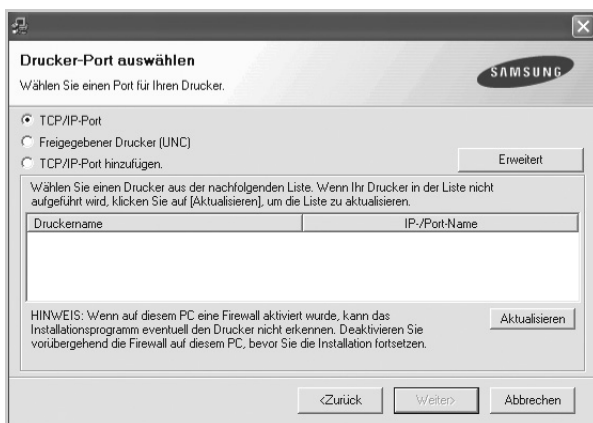 Drucker-Port auswählen
Wählen Sie einen Port für Ihren Drucker.
SAMSUNG
TCP/IP-Port
Freigegebener Drucker (UNC)
TCP/IP-Port hinzufügen.
Erweitert
Wählen Sie einen Drucker aus der nachfolgenden Liste. Wenn Ihr Drucker in der Liste nicht
aufgeführt wird, klicken Sie auf [Aktualisieren], um die Liste zu aktualisieren.
Druckername
IP-/Port-Name
HINWEIS: Wenn auf diesem PC eine Firewall aktiviert wurde, kann das
Installationsprogramm eventuell den Drucker nicht erkennen. Deaktivieren Sie
vorübergehend die Firewall auf diesem PC, bevor Sie die Installation fortsetzen.
Aktualisieren
<Zurück
Weiter>
Abbrechen